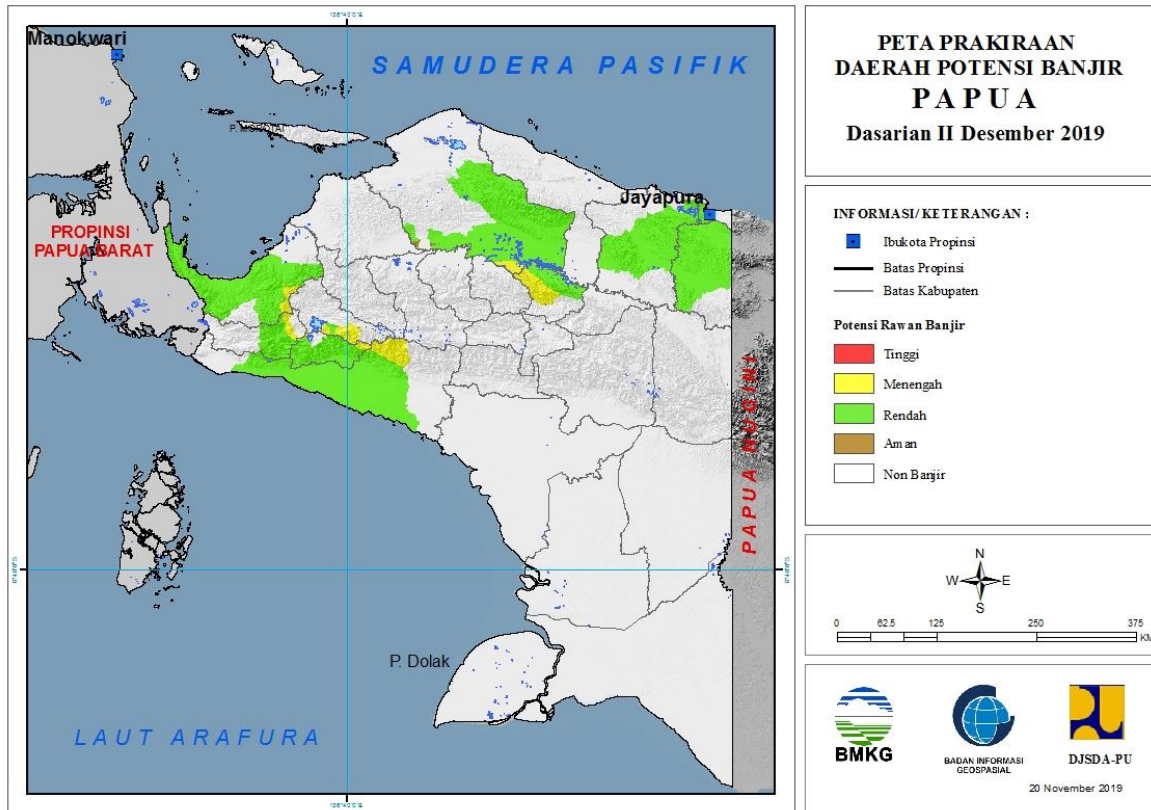 Manokwari
SAMUDERA PASIFIK
Jayapura
PROPINSI
PAPUA BARAT
PAPUA NUGINI
P. Dolak
LAUT ARAFURA
PETA PRAKIRAAN
DAERAH POTENSI BANJIR
PAPUA
Dasarian II Desember 2019
INFORMASI/ KETERANGAN :
Ibukota Propinsi
Batas Propinsi
Batas Kabupaten
Potensi Rawan Banjir
Tinggi
Menengah
Rendah
Aman
Non Banjir
N
W E
S
0 62.5 125 250 375
KM
BMKG
BADAN INFORMASI
GEOSPASIAL
DJSDA-PU
20 November 2019